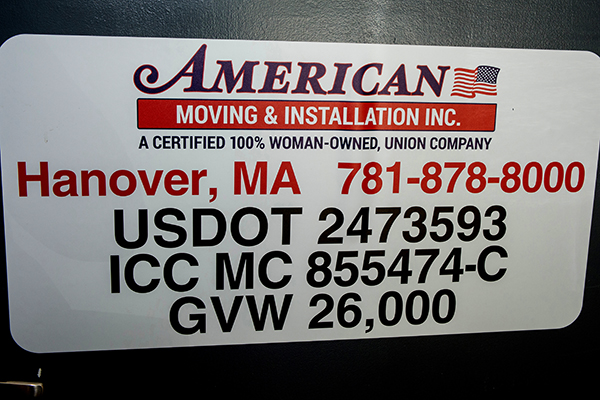 AMERICAN
MOVING & INSTALLATION INC.
A CERTIFIED 100% WOMAN-OWNED, UNION COMPANY
Hanover, MA 781-878-8000
USDOT 2473593
ICC MC 855474-C
GVW 26,000